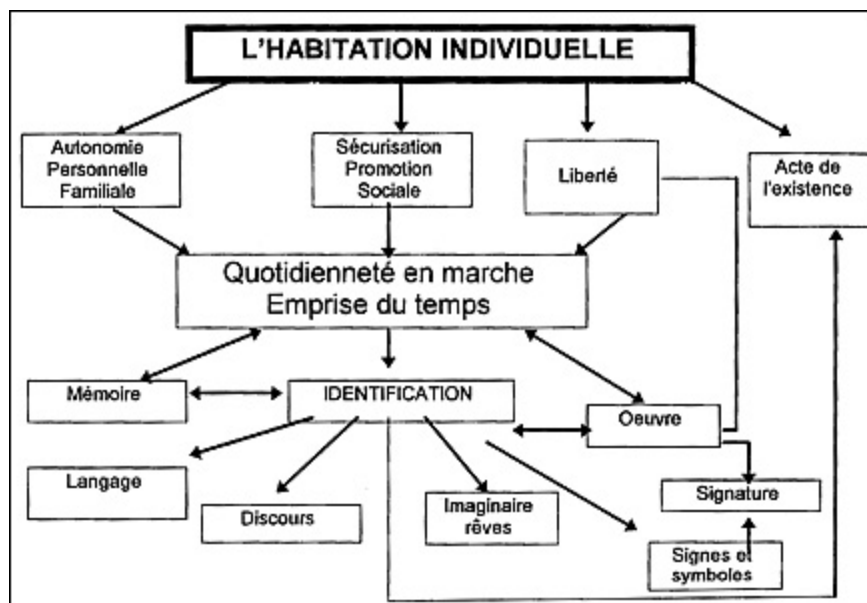 L'HABITATION INDIVIDUELLE
Autonomie
Personnelle
Familiale
Sécurisation
Promotion
Sociale
Liberté
Acte de
l'existence
Quotidienneté en marche
Emprise du temps
Mémoire
IDENTIFICATION
Oeuvre
Langage
Discours
Imaginaire
rêves
Signature
Signes et
symboles